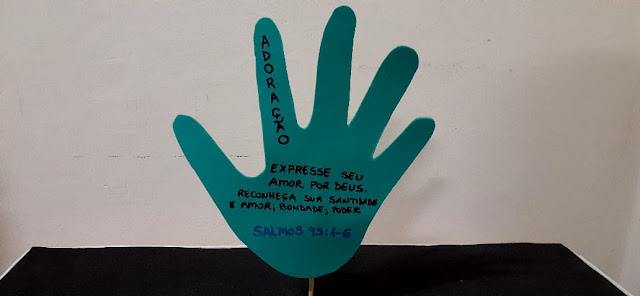 ADORAÇÃO
EXPRESSE SEU
AMOR POR DEUS.
RECONHEÇA SUA SANTIDADE
E AMOR; BONDADE, PODER
SALMOS 95:1-6